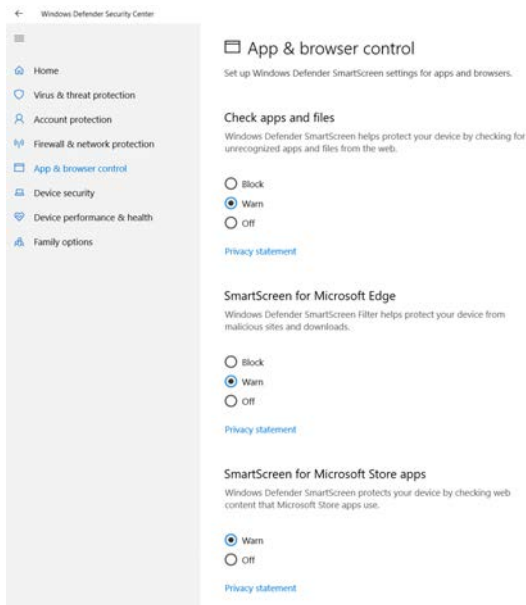 Windows Defender Security Center
Home
Virus & threat protection
Account protection
Firewall & network protection
App & browser control
Device security
Device performance & health
Family options
App & browser control
Set up Windows Defender SmartScreen settings for apps and browsers.
Check apps and files
Windows Defender SmartScreen helps protect your device by checking for
unrecognized apps and files from the web.
Block
Warn
Off
Privacy statement
SmartScreen for Microsoft Edge
Windows Defender SmartScreen Filter helps protect your device from
malicious sites and downloads.
Block
Warn
Off
Privacy statement
SmartScreen for Microsoft Store apps
Windows Defender SmartScreen protects your device by checking web
content that Microsoft Store apps use.
Warn
Off
Privacy statement